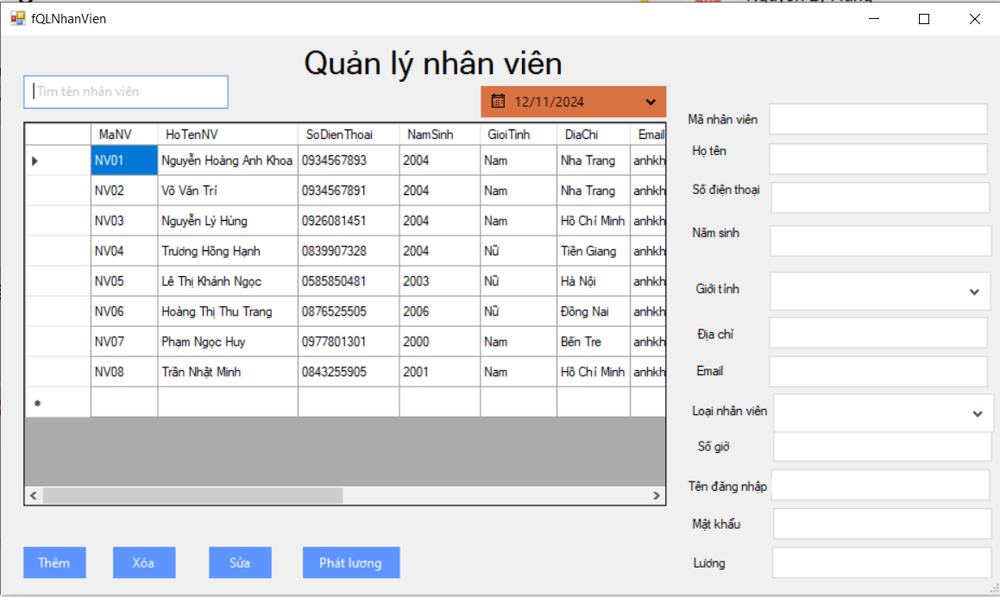 fQLNhanVien
Quản lý nhân viên
Tìm tên nhân viên
12/11/2024
MaNV HoTenNV SoDienThoai NamSinh GioiTinh DiaChi Email
NV01 Nguyễn Hoàng Anh Khoa 0934567893 2004 Nam Nha Trang anhkh
NV02 Võ Văn Trí 0934567891 2004 Nam Nha Trang anhkh
NV03 Nguyễn Lý Hùng 0926081451 2004 Nam Hồ Chí Minh anhkh
NV04 Trương Hồng Hạnh 0839907328 2004 Nữ Tiền Giang anhkh
NV05 Lê Thị Khánh Ngọc 0585850481 2003 Nữ Hà Nội anhkh
NV06 Hoàng Thị Thu Trang 0876525505 2006 Nữ Đồng Nai anhkh
NV07 Phạm Ngọc Huy 0977801301 2000 Nam Bến Tre anhkh
NV08 Trần Nhật Minh 0843255905 2001 Nam Hồ Chí Minh anhkh
Thêm Xóa Sửa Phát lương
Mã nhân viên
Họ tên
Số điện thoại
Năm sinh
Giới tính
Địa chỉ
Email
Loại nhân viên
Số giờ
Tên đăng nhập
Mật khẩu
Lương